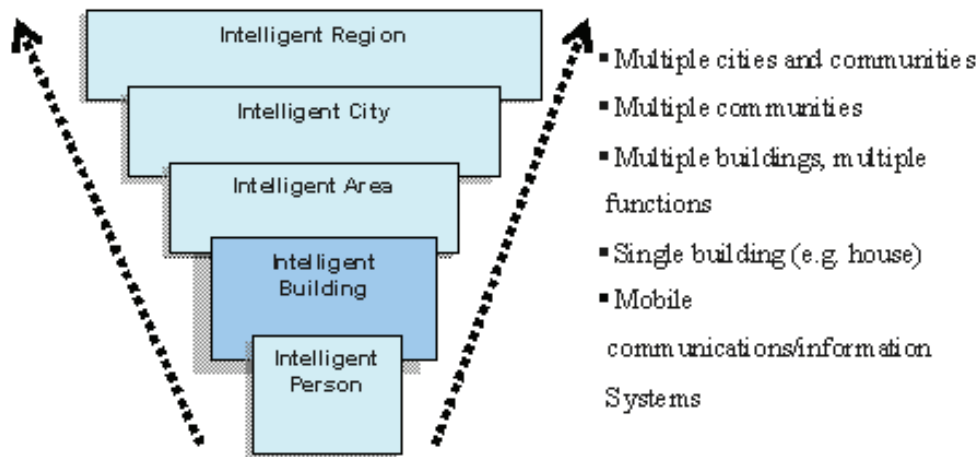 Intelligent Region
Intelligent City
Intelligent Area
Intelligent
Building
Intelligent
Person
▪ Multiple cities and communities
▪ Multiple communities
▪ Multiple buildings, multiple
functions
▪ Single building (e.g. house)
▪ Mobile
communications/information
Systems